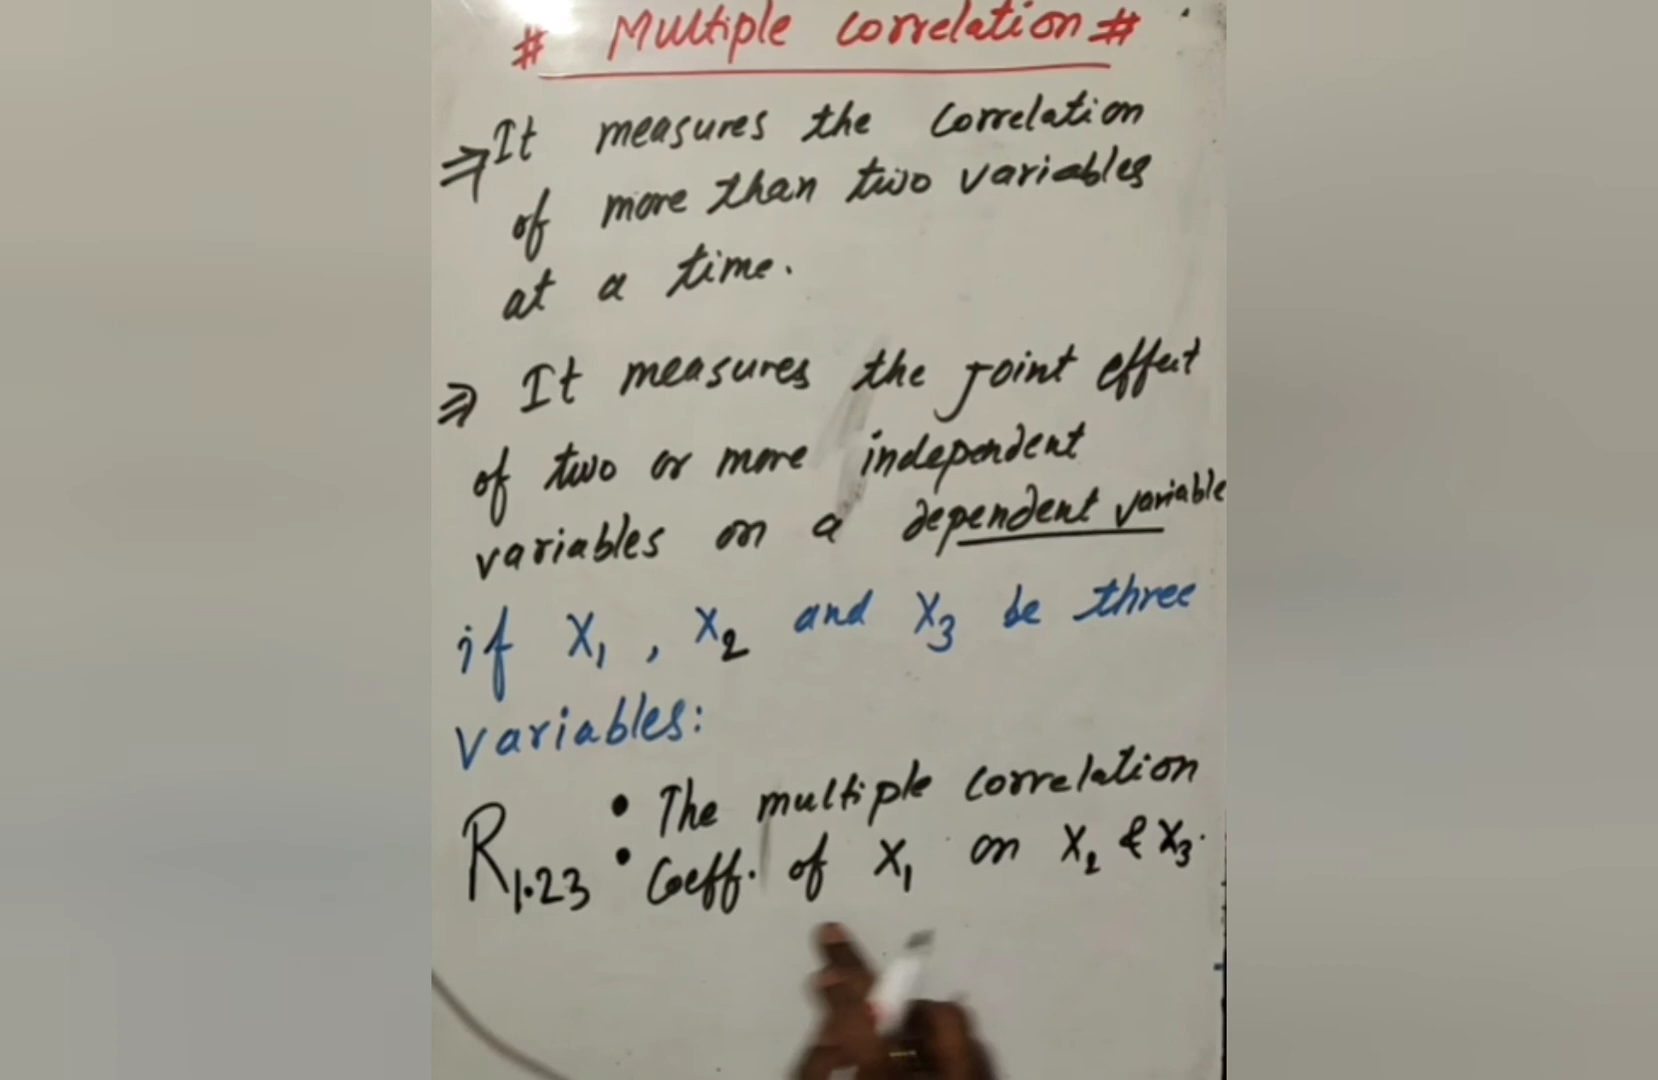 # Multiple Correlation #
⇒ It measures the Correlation
of more than two variables
at a time.
⇒ It measures the joint effect
of two or more independent
variables on a dependent variable
if X₁, X₂ and X₃ be three
variables:
R₁.₂₃ : The multiple correlation
Coeff. of X₁ on X₂ & X₃.